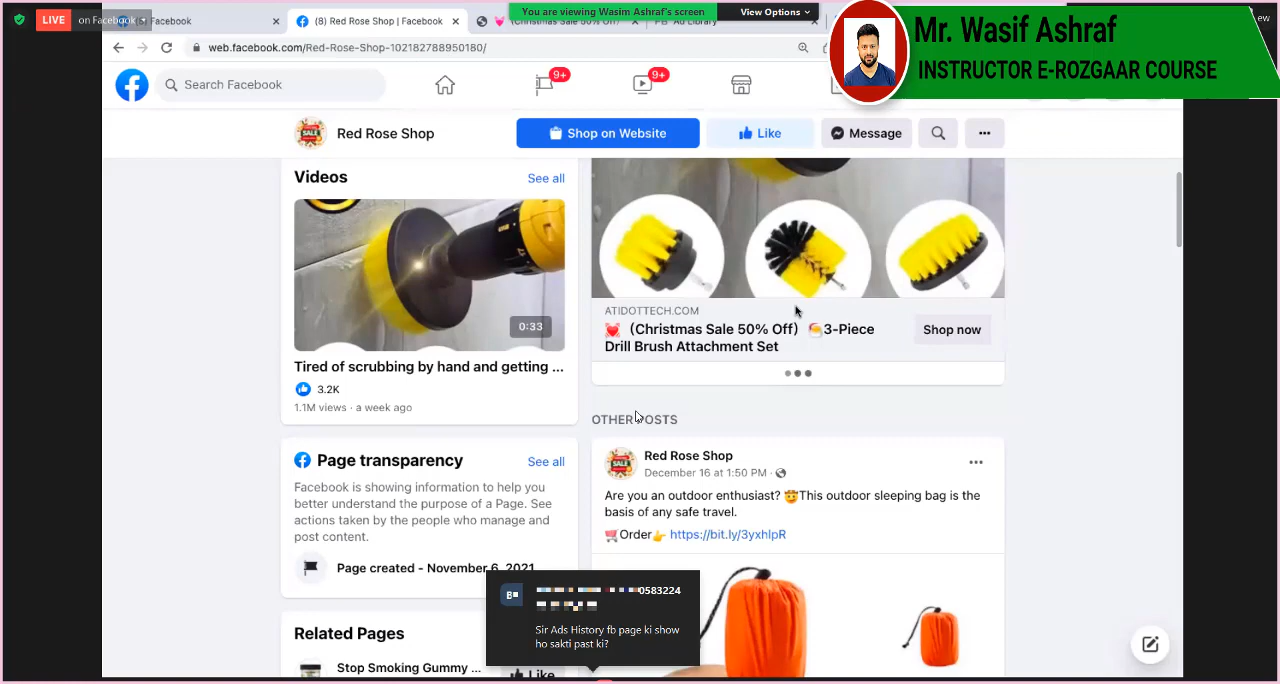 LIVE on Facebook
Facebook
(8) Red Rose Shop | Facebook
(Christmas Sale 50% Off)
Ad Library
You are viewing Wasim Ashraf's screen
View Options
Mr. Wasif Ashraf
INSTRUCTOR E-ROZGAAR COURSE
web.facebook.com/Red-Rose-Shop-102182788950180/
Search Facebook
9+
9+
SALE
Red Rose Shop
Shop on Website
Like
Message
Videos
See all
0:33
Tired of scrubbing by hand and getting ...
3.2K
1.1M views · a week ago
Page transparency
See all
Facebook is showing information to help you
better understand the purpose of a Page. See
actions taken by the people who manage and
post content.
Page created - November 6, 2021
Related Pages
Stop Smoking Gummy ...
Like
ATIDOTTECH.COM
💓 (Christmas Sale 50% Off) 🎅3-Piece
Drill Brush Attachment Set
Shop now
OTHER POSTS
SALE
Red Rose Shop
December 16 at 1:50 PM ·
Are you an outdoor enthusiast? 🤠This outdoor sleeping bag is the
basis of any safe travel.
🛒Order👉 https://bit.ly/3yxhlpR
0583224
Sir Ads History fb page ki show
ho sakti past ki?